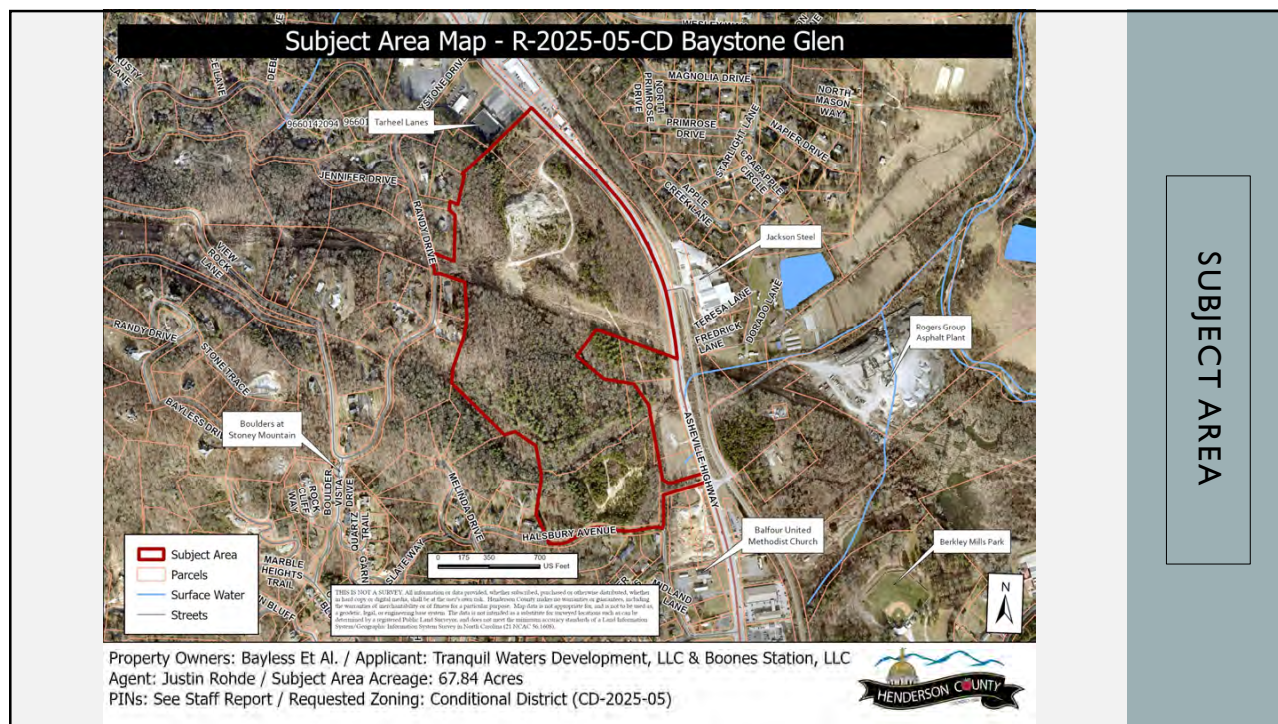 Subject Area Map - R-2025-05-CD Baystone Glen
MAGNOLIA DRIVE
NORTH PRIMROSE DRIVE
NORTH MASON WAY
PRIMROSE DRIVE
NAPIER DRIVE
STARLIGHT LANE
CRABAPPLE CIRCLE
APPLE CREEK LANE
9660142094
Tarheel Lanes
JENNIFER DRIVE
RANDY DRIVE
VIEW ROCK LANE
Jackson Steel
TERESA LANE
FREDRICK LANE
DORADO LANE
Rogers Group
Asphalt Plant
RANDY DRIVE
STONE TRACE
Boulders at
Stoney Mountain
ASHEVILLE HIGHWAY
BOULDER VISTA DRIVE
ROCK CLIFF WAY
QUARTZ TRAIL
MELINDA DRIVE
HALSBURY AVENUE
Balfour United
Methodist Church
Berkley Mills Park
MARBLE HEIGHTS TRAIL
Subject Area
Parcels
Surface Water
Streets
0 175 350 700
US Feet
N
Property Owners: Bayless Et Al. / Applicant: Tranquil Waters Development, LLC & Boones Station, LLC
Agent: Justin Rohde / Subject Area Acreage: 67.84 Acres
PINs: See Staff Report / Requested Zoning: Conditional District (CD-2025-05)
HENDERSON COUNTY
SUBJECT AREA